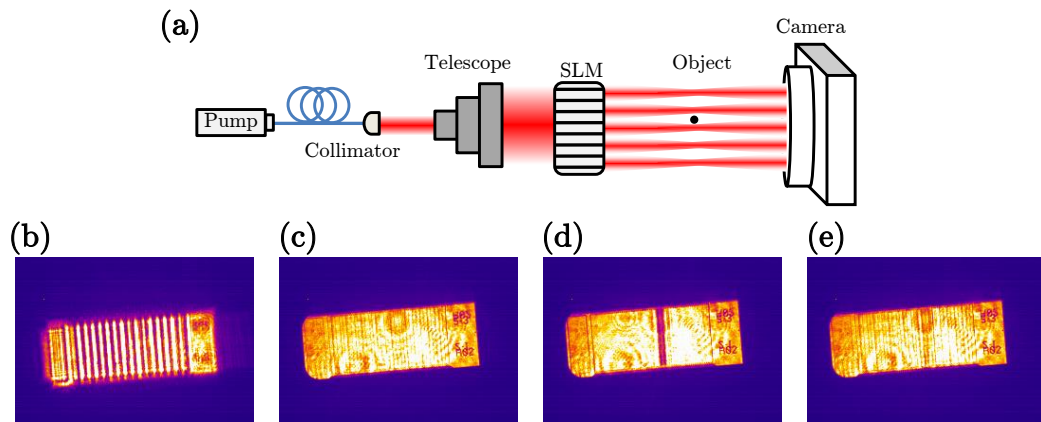 (a)
Camera
Telescope
SLM
Object
Pump
Collimator
(b)
(c)
(d)
(e)